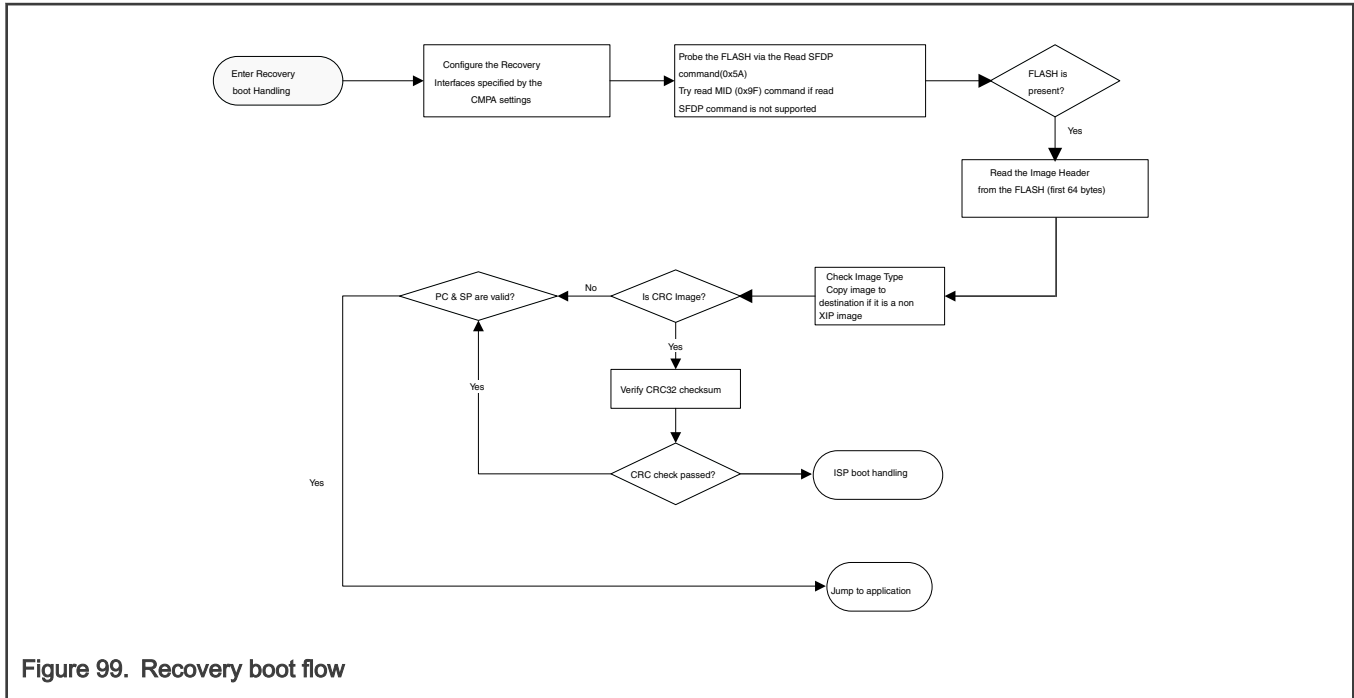 Enter Recovery
boot Handling
Configure the Recovery
Interfaces specified by the
CMPA settings
Probe the FLASH via the Read SFDP
command(0x5A)
Try read MID (0x9F) command if read
SFDP command is not supported
FLASH is
present?
Yes
Read the Image Header
from the FLASH (first 64 bytes)
Check Image Type
Copy image to
destination if it is a non
XIP image
Is CRC Image?
No
PC & SP are valid?
Yes
Verify CRC32 checksum
Yes
CRC check passed?
ISP boot handling
Yes
Jump to application
Figure 99. Recovery boot flow